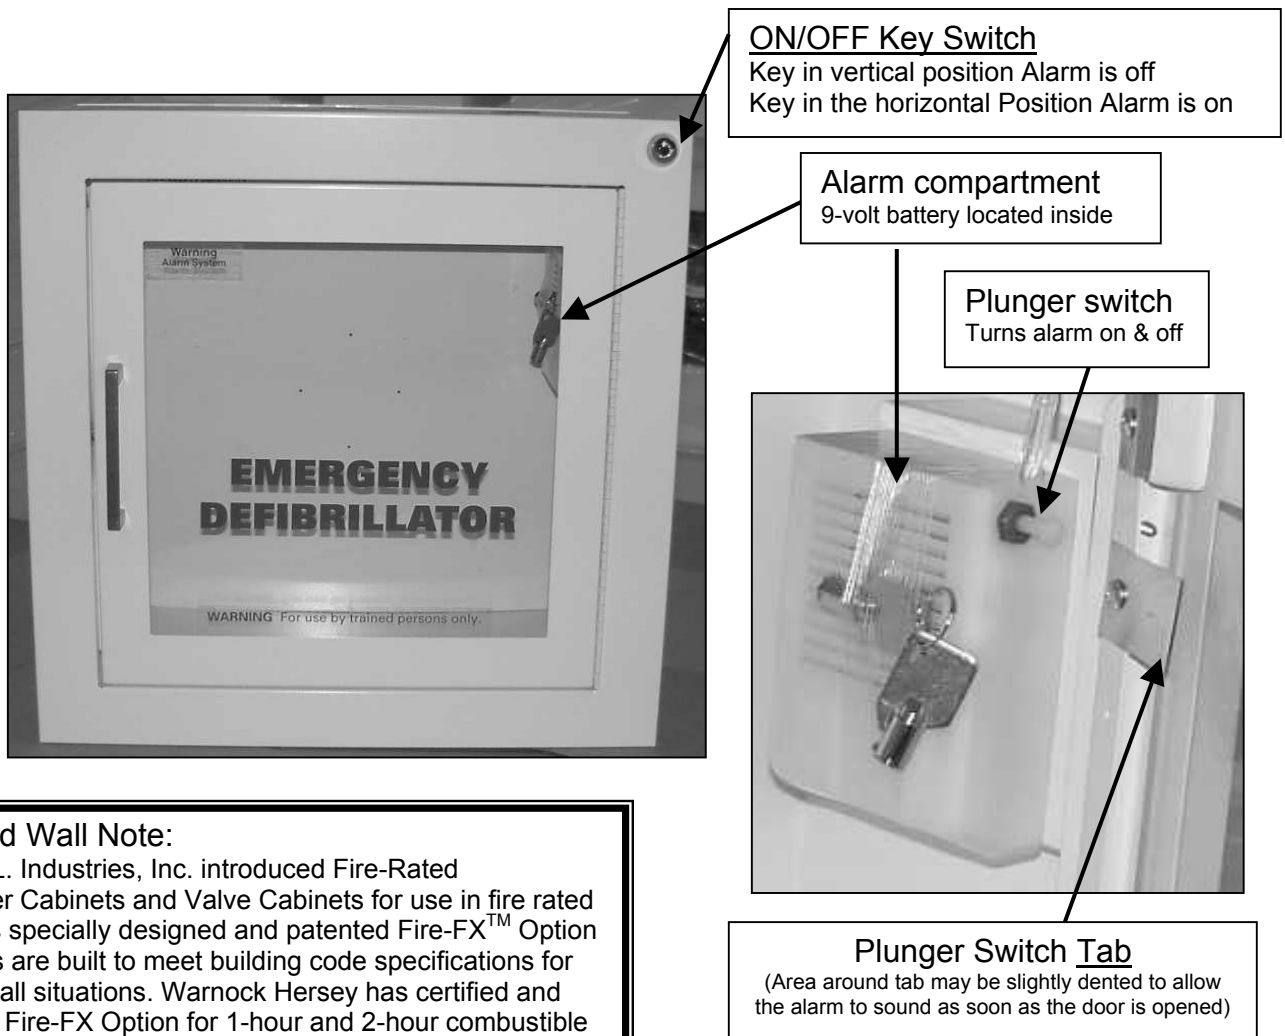 ON/OFF Key Switch
Key in vertical position Alarm is off
Key in the horizontal Position Alarm is on
Alarm compartment
9-volt battery located inside
Plunger switch
Turns alarm on & off
Warning
Alarm System
EMERGENCY
DEFIBRILLATOR
WARNING For use by trained persons only.
d Wall Note:
L. Industries, Inc. introduced Fire-Rated
er Cabinets and Valve Cabinets for use in fire rated
s specially designed and patented Fire-FX™ Option
s are built to meet building code specifications for
all situations. Warnock Hersey has certified and
Fire-FX Option for 1-hour and 2-hour combustible
Plunger Switch Tab
(Area around tab may be slightly dented to allow
the alarm to sound as soon as the door is opened)